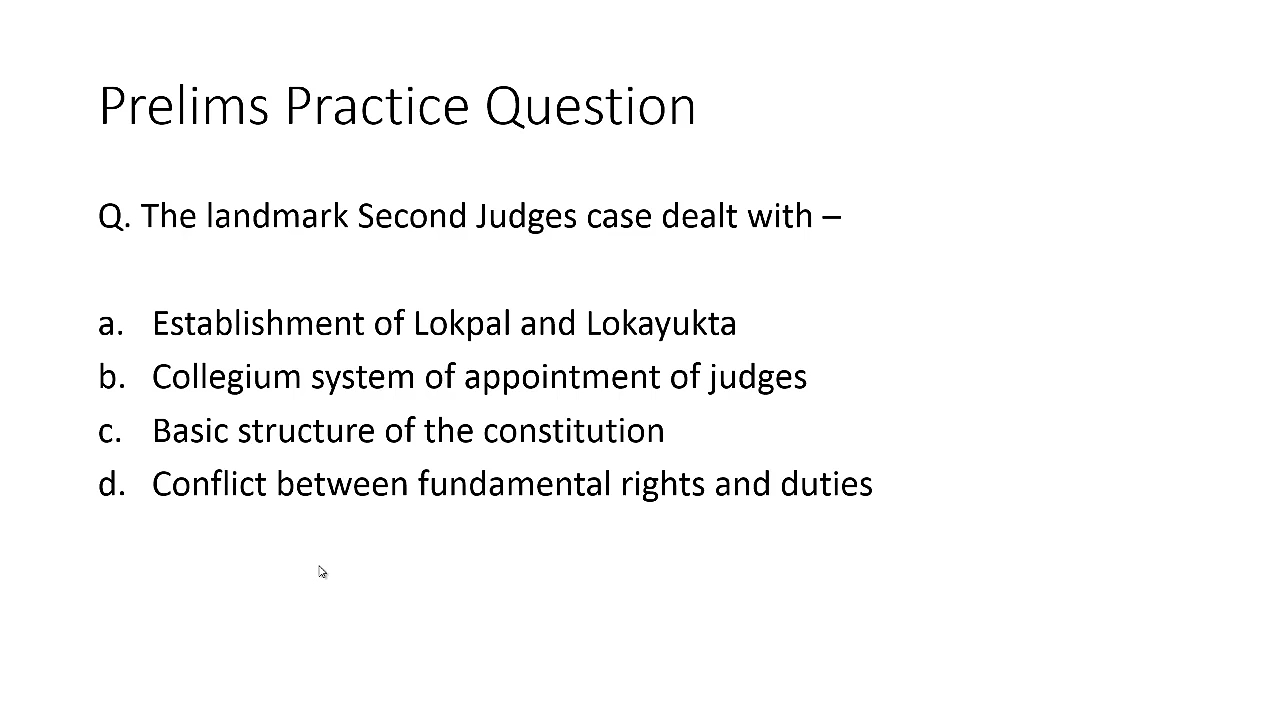 Prelims Practice Question
Q. The landmark Second Judges case dealt with –
a. Establishment of Lokpal and Lokayukta
b. Collegium system of appointment of judges
c. Basic structure of the constitution
d. Conflict between fundamental rights and duties